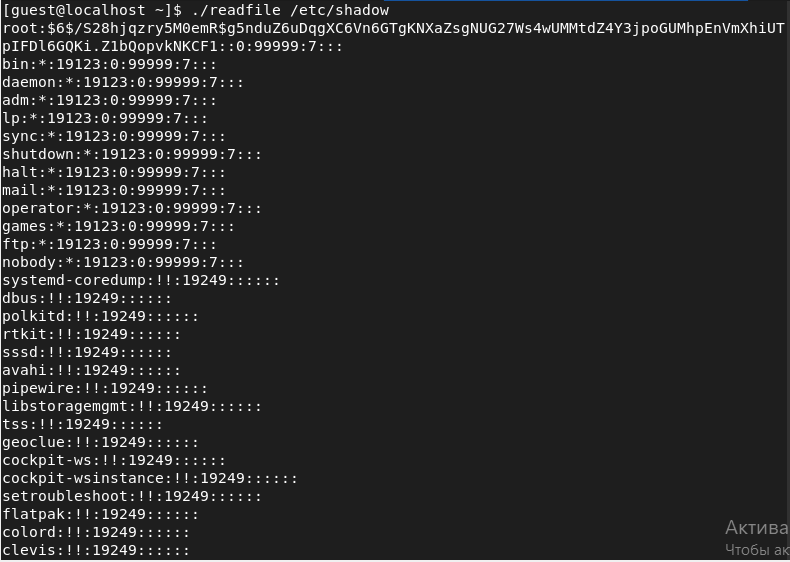 [guest@localhost ~]$ ./readfile /etc/shadow
root:$6$/S28hjqzry5M0emR$g5nduZ6uDqgXC6Vn6GTgKNXaZsgNUG27Ws4wUMMtdZ4Y3jpoGUMhpEnVmXhiUT
pIFDl6GQKi.Z1bQopvkNKCF1::0:99999:7:::
bin:*:19123:0:99999:7:::
daemon:*:19123:0:99999:7:::
adm:*:19123:0:99999:7:::
lp:*:19123:0:99999:7:::
sync:*:19123:0:99999:7:::
shutdown:*:19123:0:99999:7:::
halt:*:19123:0:99999:7:::
mail:*:19123:0:99999:7:::
operator:*:19123:0:99999:7:::
games:*:19123:0:99999:7:::
ftp:*:19123:0:99999:7:::
nobody:*:19123:0:99999:7:::
systemd-coredump:!!:19249::::::
dbus:!!:19249::::::
polkitd:!!:19249::::::
rtkit:!!:19249::::::
sssd:!!:19249::::::
avahi:!!:19249::::::
pipewire:!!:19249::::::
libstoragemgmt:!!:19249::::::
tss:!!:19249::::::
geoclue:!!:19249::::::
cockpit-ws:!!:19249::::::
cockpit-wsinstance:!!:19249::::::
setroubleshoot:!!:19249::::::
flatpak:!!:19249::::::
colord:!!:19249::::::
Актива
clevis:!!:19249::::::
Чтобы ак